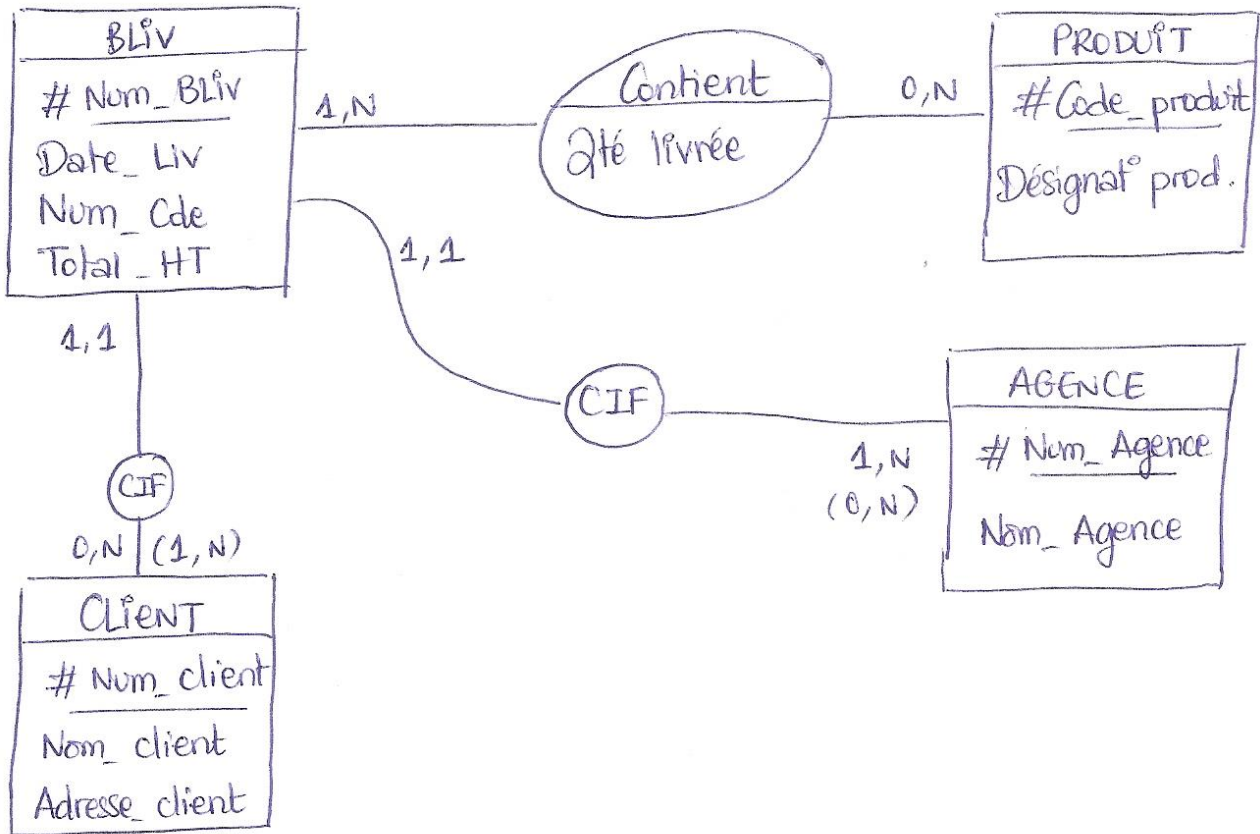 BLiV
# Num_BLiv
Date_Liv
Num_Cde
Total_HT
1,N
Contient
Qté livrée
0,N
PRODUiT
#Code_produit
Désignat° prod.
1,1
CIF
1,N
(0,N)
AGENCE
# Num_Agence
Nom_Agence
1,1
CIF
0,N (1,N)
CLiENT
# Num_client
Nom_client
Adresse_client